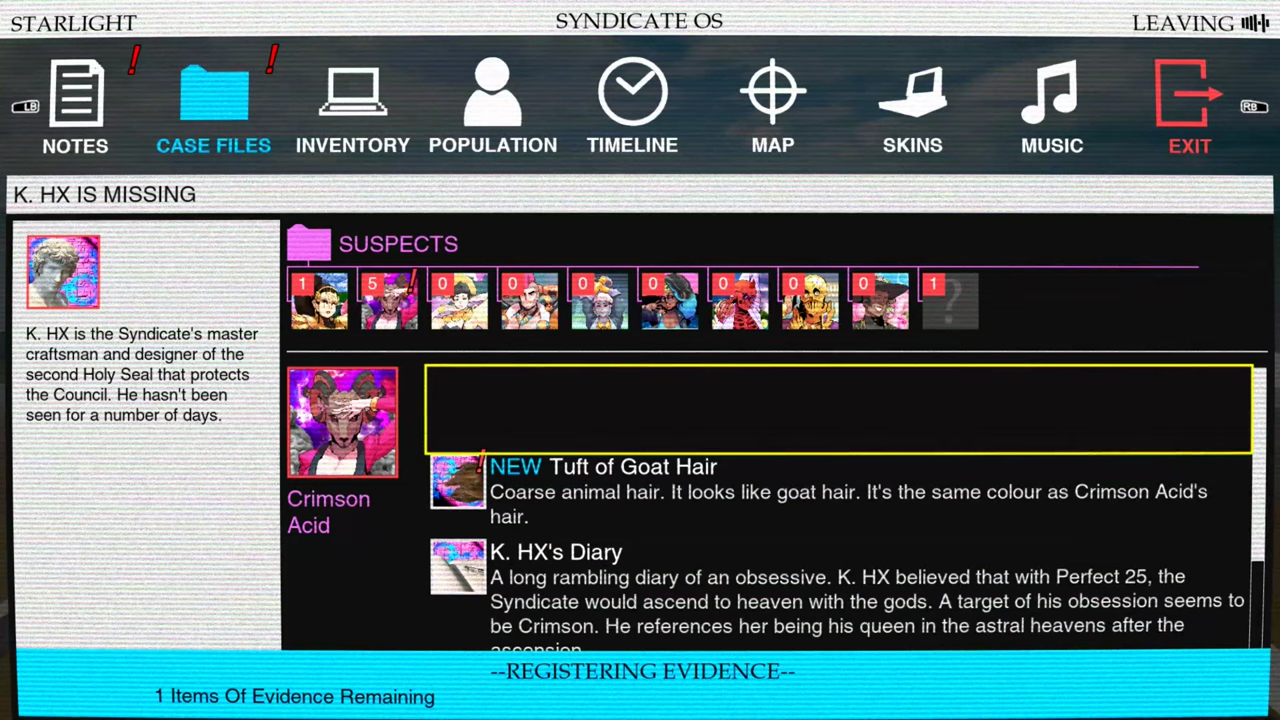 STARLIGHT
SYNDICATE OS
LEAVING
!
!
LB
RB
NOTES
CASE FILES
INVENTORY
POPULATION
TIMELINE
MAP
SKINS
MUSIC
EXIT
K. HX IS MISSING
SUSPECTS
1
5
!
0
0
0
0
0
0
0
1
?
K. HX is the Syndicate's master
craftsman and designer of the
second Holy Seal that protects
the Council. He hasn't been
seen for a number of days.
Crimson
Acid
NEW Tuft of Goat Hair
Coarse animal hair. It looks like goat hair. It's the same colour as Crimson Acid's
hair.
K. HX's Diary
A long rambling diary of an obsessive. K. HX believed that with Perfect 25, the
Syndicate would ascend to the void with the gods. A target of his obsession seems to
be Crimson. He references her being his queen in the astral heavens after the
ascension.
--REGISTERING EVIDENCE--
1 Items Of Evidence Remaining